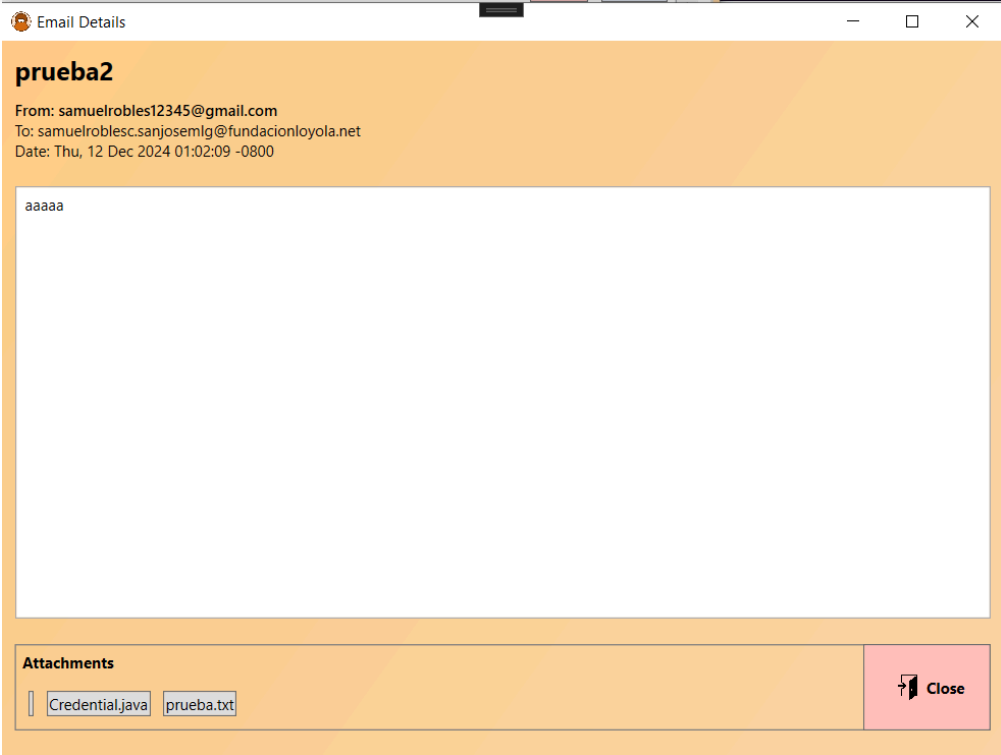 Email Details
prueba2
From: samuelrobles12345@gmail.com
To: samuelroblesc.sanjosemlg@fundacionloyola.net
Date: Thu, 12 Dec 2024 01:02:09 -0800
aaaaa
Attachments
Credential.java prueba.txt
Close